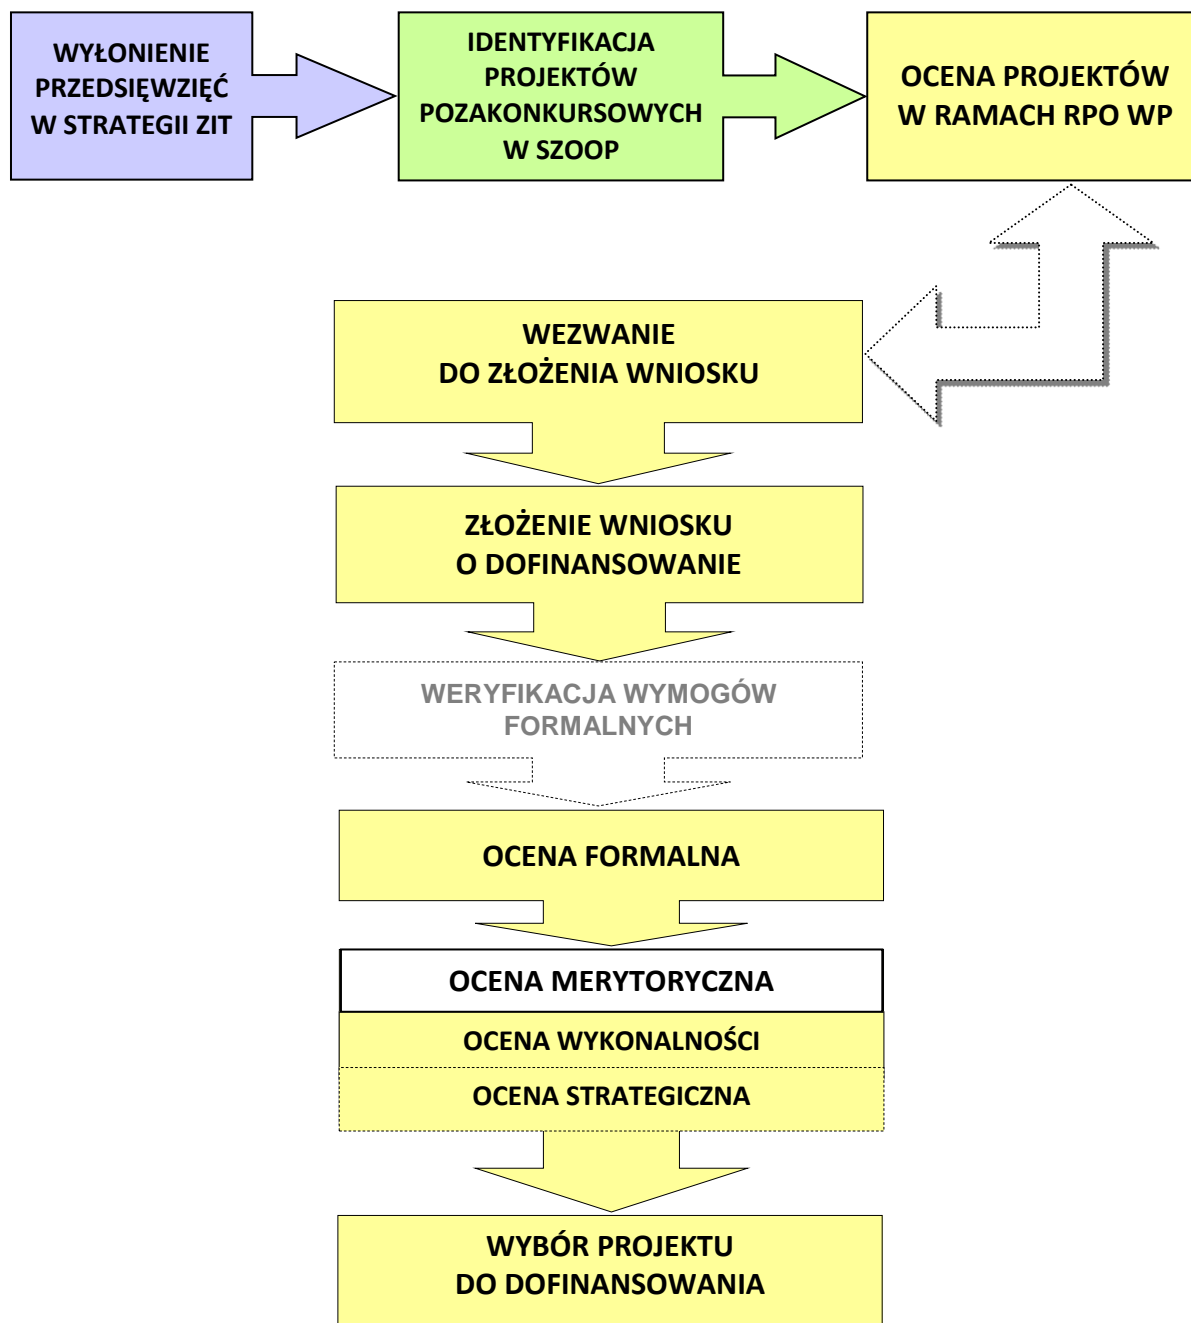 WYŁONIENIE
PRZEDSIĘWZIĘĆ
W STRATEGII ZIT
IDENTYFIKACJA
PROJEKTÓW
POZAKONKURSOWYCH
W SZOOP
OCENA PROJEKTÓW
W RAMACH RPO WP
WEZWANIE
DO ZŁOŻENIA WNIOSKU
ZŁOŻENIE WNIOSKU
O DOFINANSOWANIE
WERYFIKACJA WYMOGÓW
FORMALNYCH
OCENA FORMALNA
OCENA MERYTORYCZNA
OCENA WYKONALNOŚCI
OCENA STRATEGICZNA
WYBÓR PROJEKTU
DO DOFINANSOWANIA